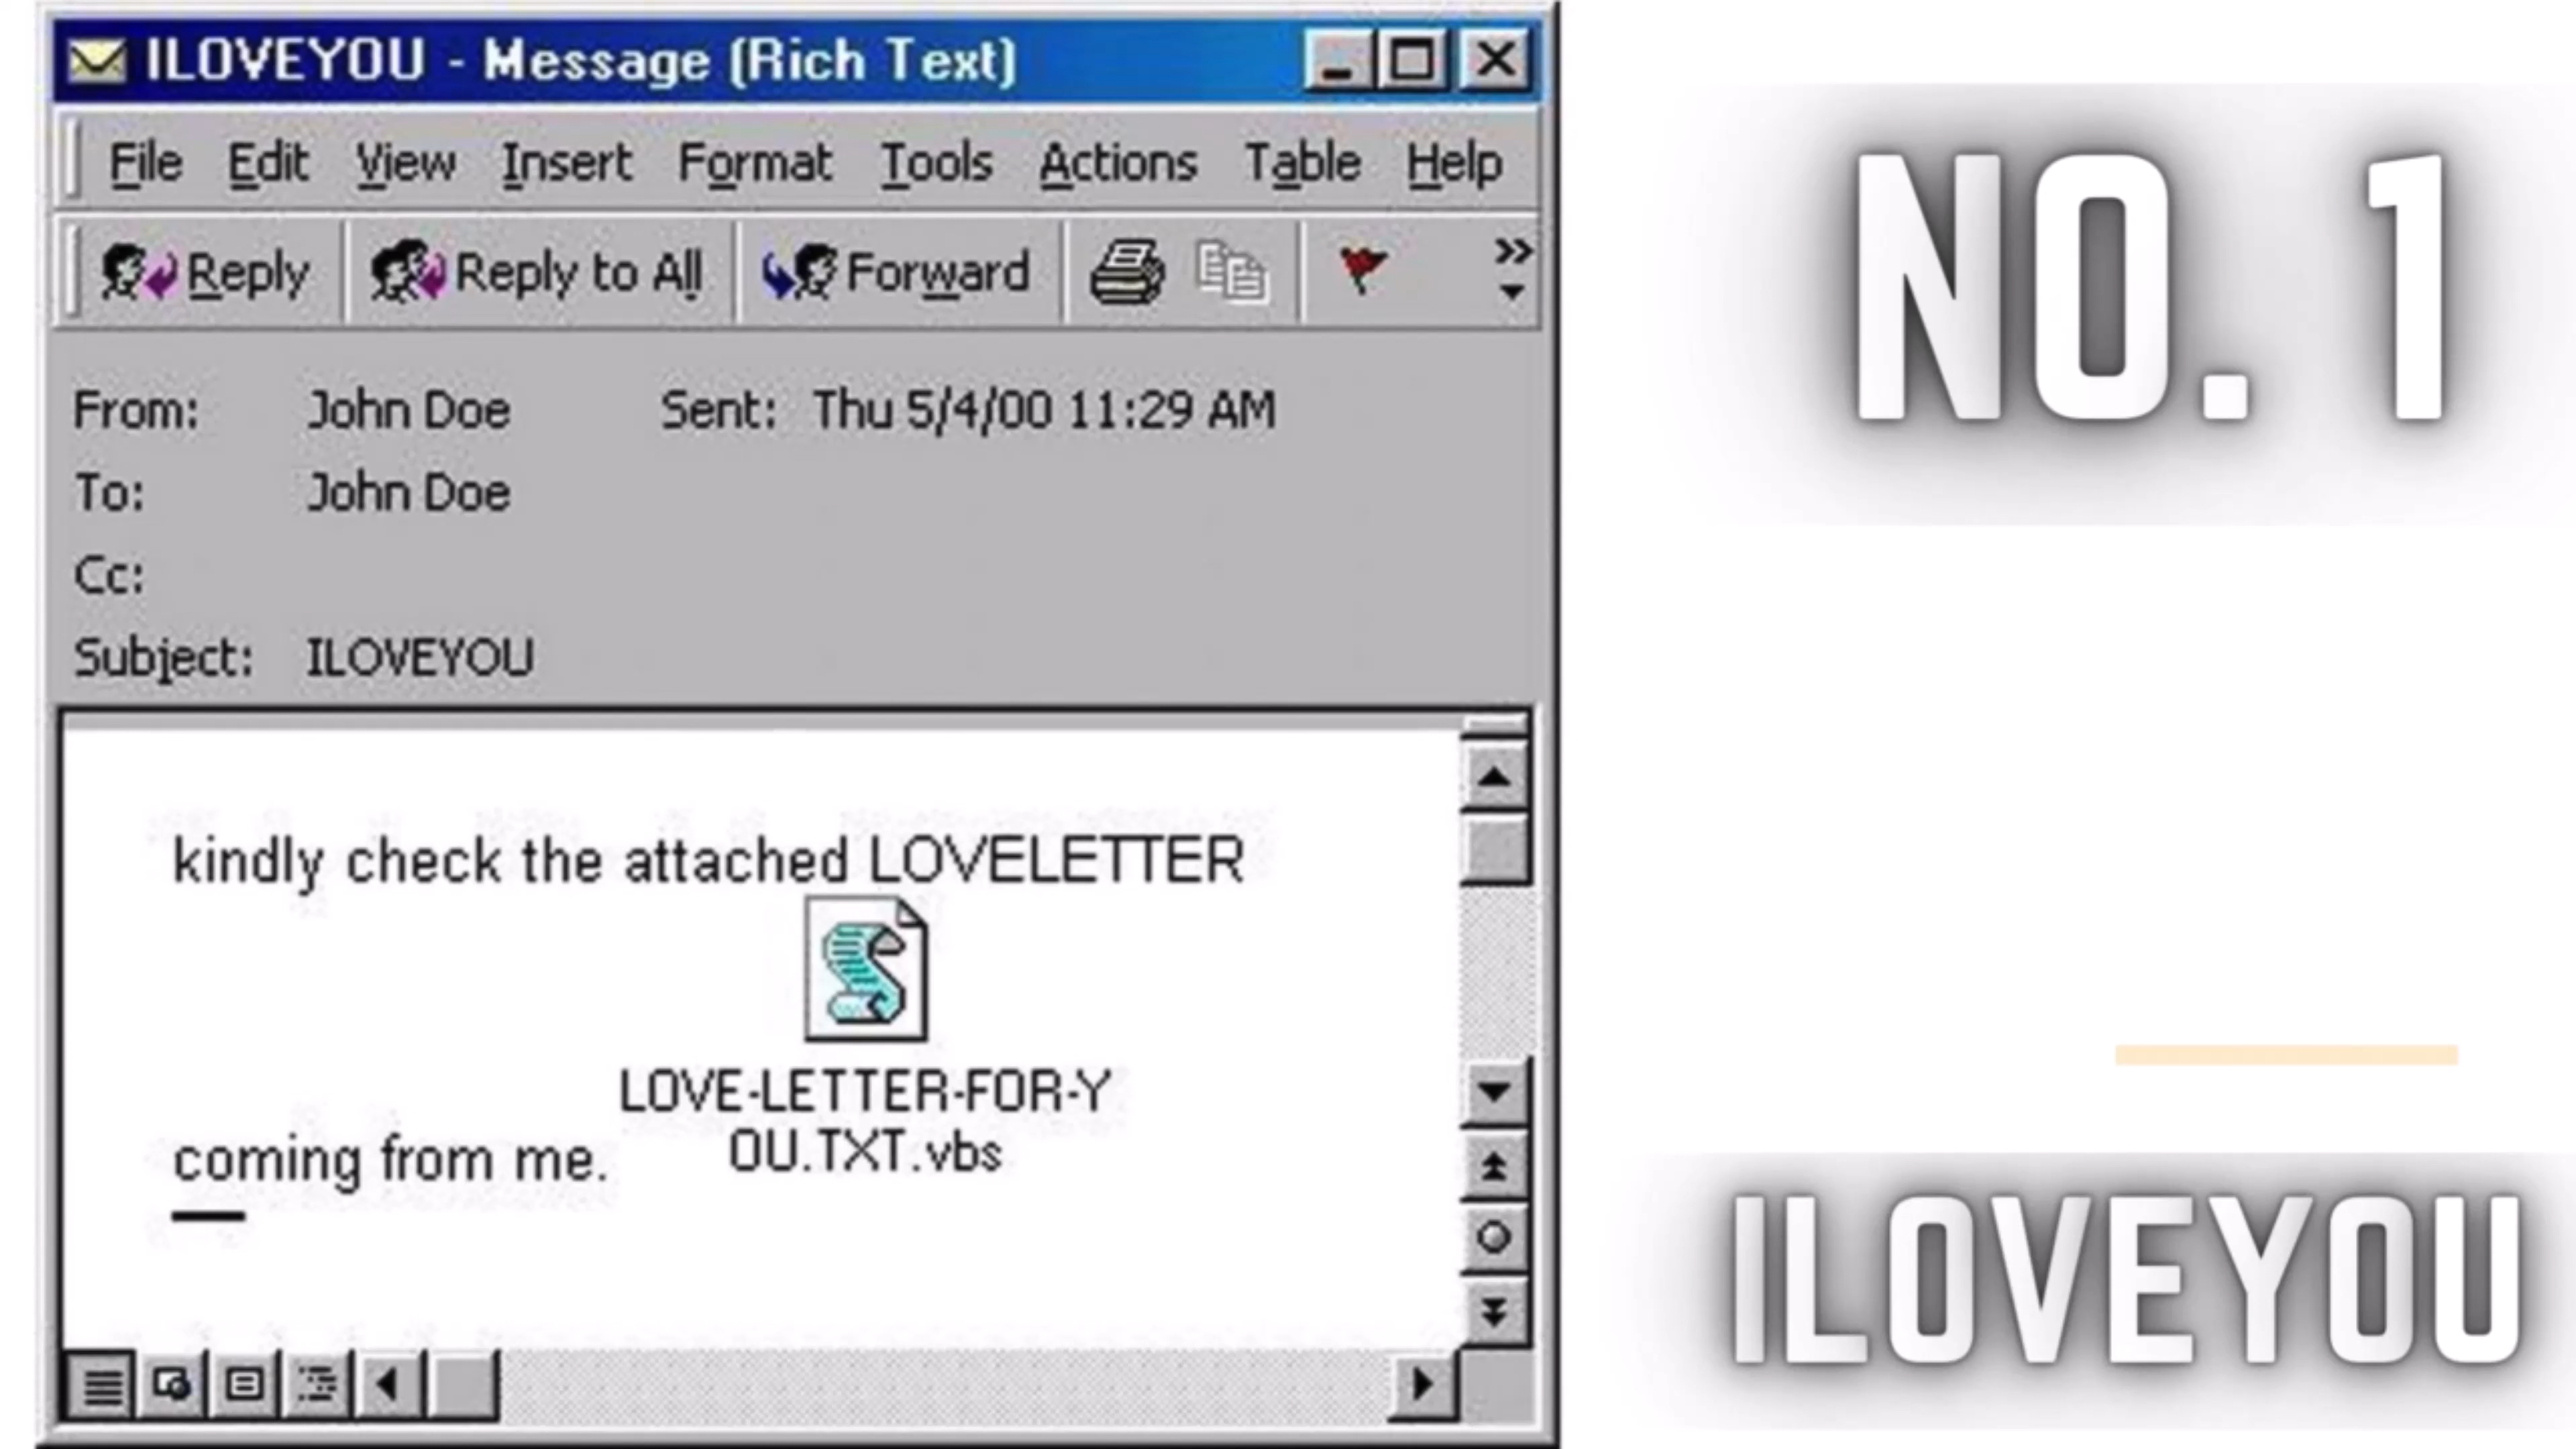 ILOVEYOU - Message (Rich Text)
File Edit View Insert Format Tools Actions Table Help
Reply Reply to All Forward
From: John Doe Sent: Thu 5/4/00 11:29 AM
To: John Doe
Cc:
Subject: ILOVEYOU
kindly check the attached LOVELETTER
LOVE-LETTER-FOR-Y
OU.TXT.vbs
coming from me.
NO. 1
ILOVEYOU